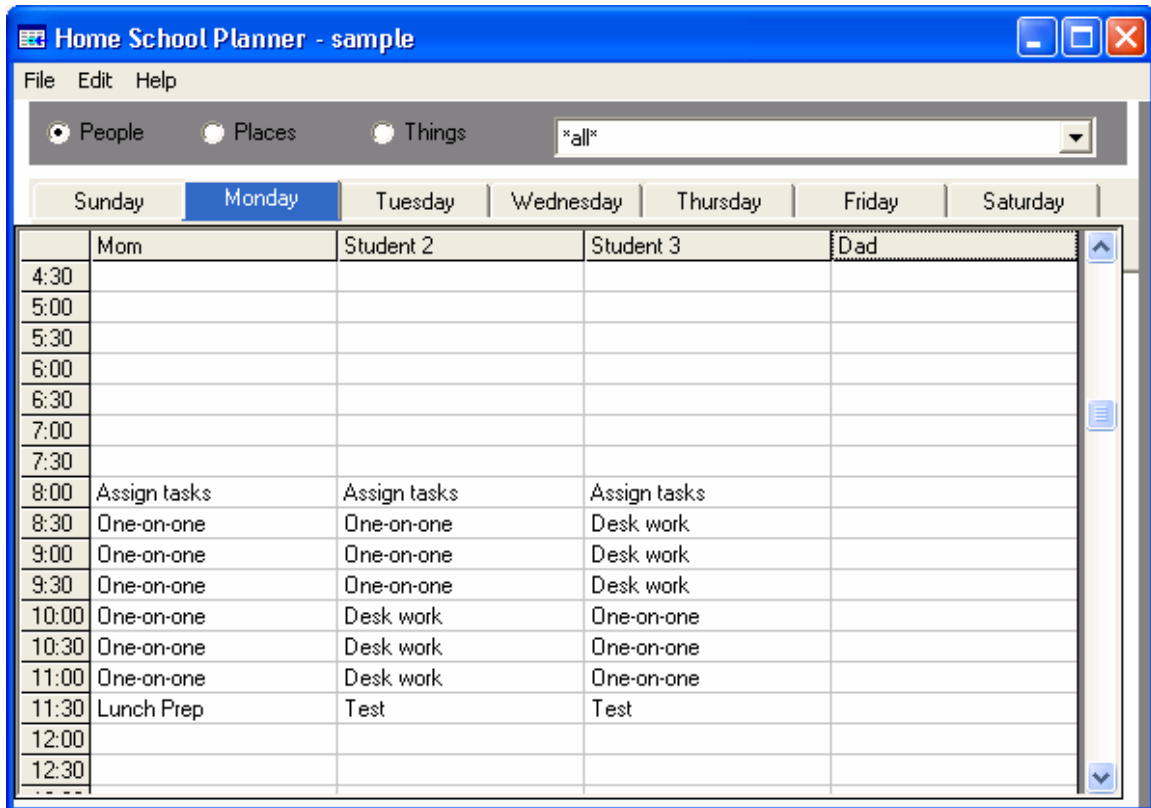 Home School Planner - sample
File Edit Help
People Places Things *all*
Sunday Monday Tuesday Wednesday Thursday Friday Saturday
Mom Student 2 Student 3 Dad
4:30
5:00
5:30
6:00
6:30
7:00
7:30
8:00 Assign tasks Assign tasks Assign tasks
8:30 One-on-one One-on-one Desk work
9:00 One-on-one One-on-one Desk work
9:30 One-on-one One-on-one Desk work
10:00 One-on-one Desk work One-on-one
10:30 One-on-one Desk work One-on-one
11:00 One-on-one Desk work One-on-one
11:30 Lunch Prep Test Test
12:00
12:30